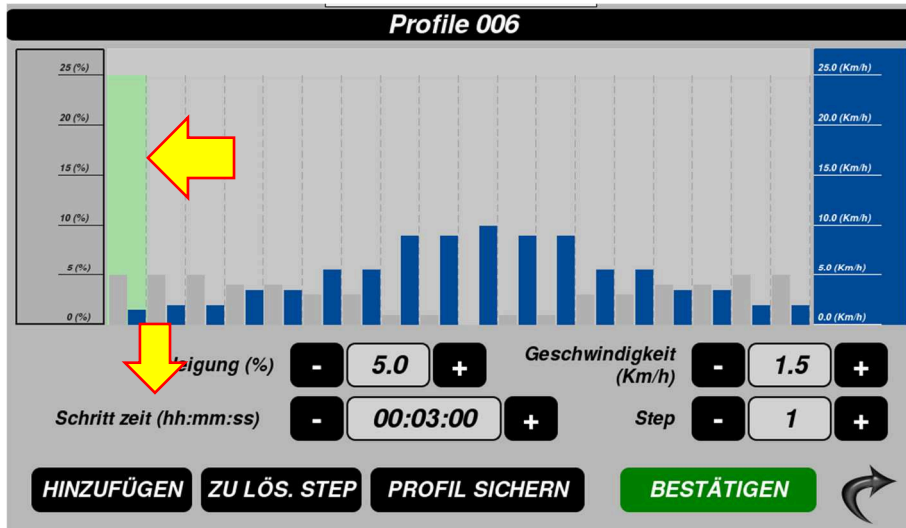 Profile 006
25 (%)
25.0 (Km/h)
20 (%)
20.0 (Km/h)
15 (%)
15.0 (Km/h)
10 (%)
10.0 (Km/h)
5 (%)
5.0 (Km/h)
0 (%)
0.0 (Km/h)
eigung (%)
-
5.0
+
Geschwindigkeit
(Km/h)
-
1.5
+
Schritt zeit (hh:mm:ss)
-
00:03:00
+
Step
-
1
+
HINZUFÜGEN
ZU LÖS. STEP
PROFIL SICHERN
BESTÄTIGEN